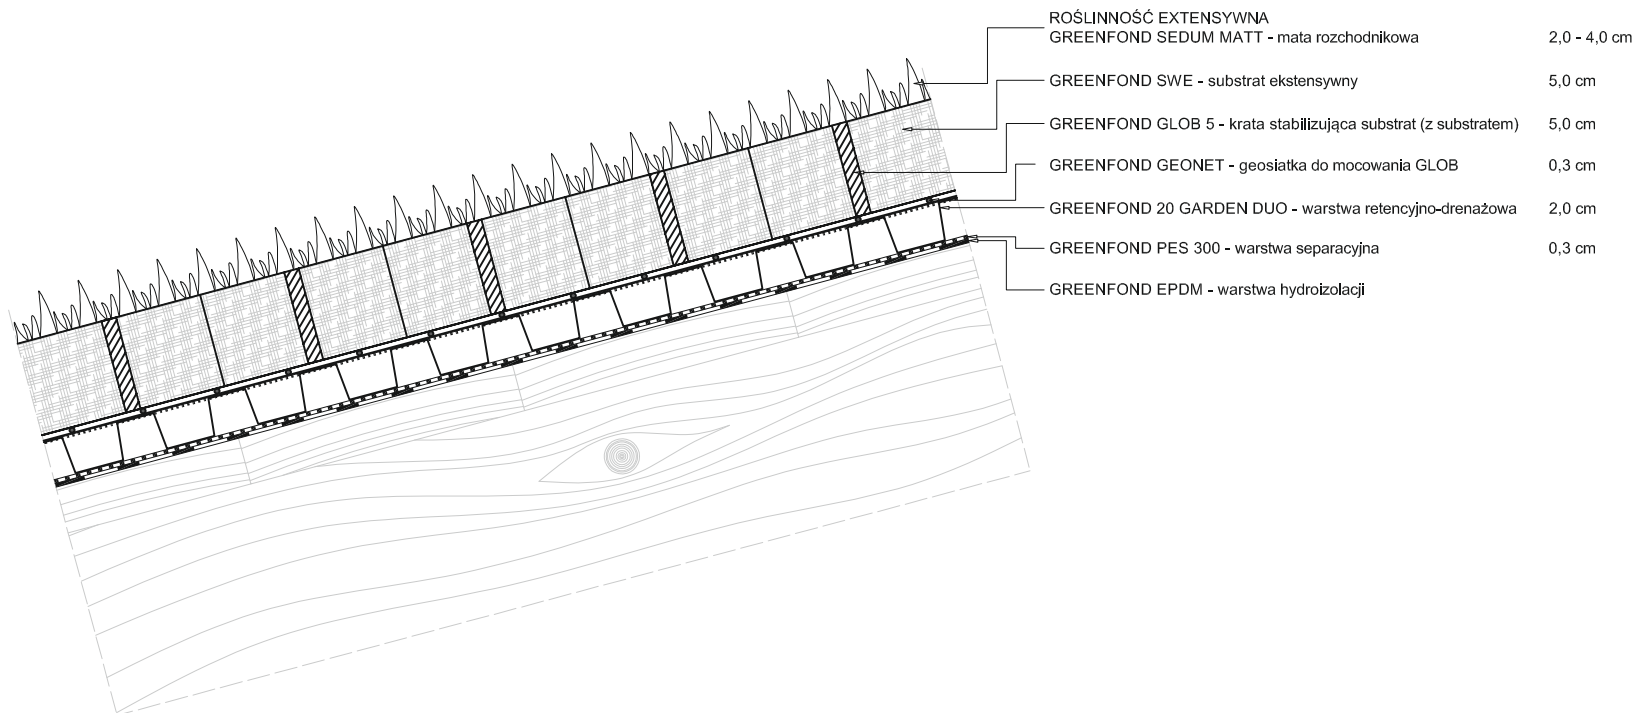 ROŚLINNOŚĆ EXTENSYWNA
GREENFOND SEDUM MATT - mata rozchodnikowa 2,0 - 4,0 cm
GREENFOND SWE - substrat ekstensywny 5,0 cm
GREENFOND GLOB 5 - krata stabilizująca substrat (z substratem) 5,0 cm
GREENFOND GEONET - geosiatka do mocowania GLOB 0,3 cm
GREENFOND 20 GARDEN DUO - warstwa retencyjno-drenażowa 2,0 cm
GREENFOND PES 300 - warstwa separacyjna 0,3 cm
GREENFOND EPDM - warstwa hydroizolacji